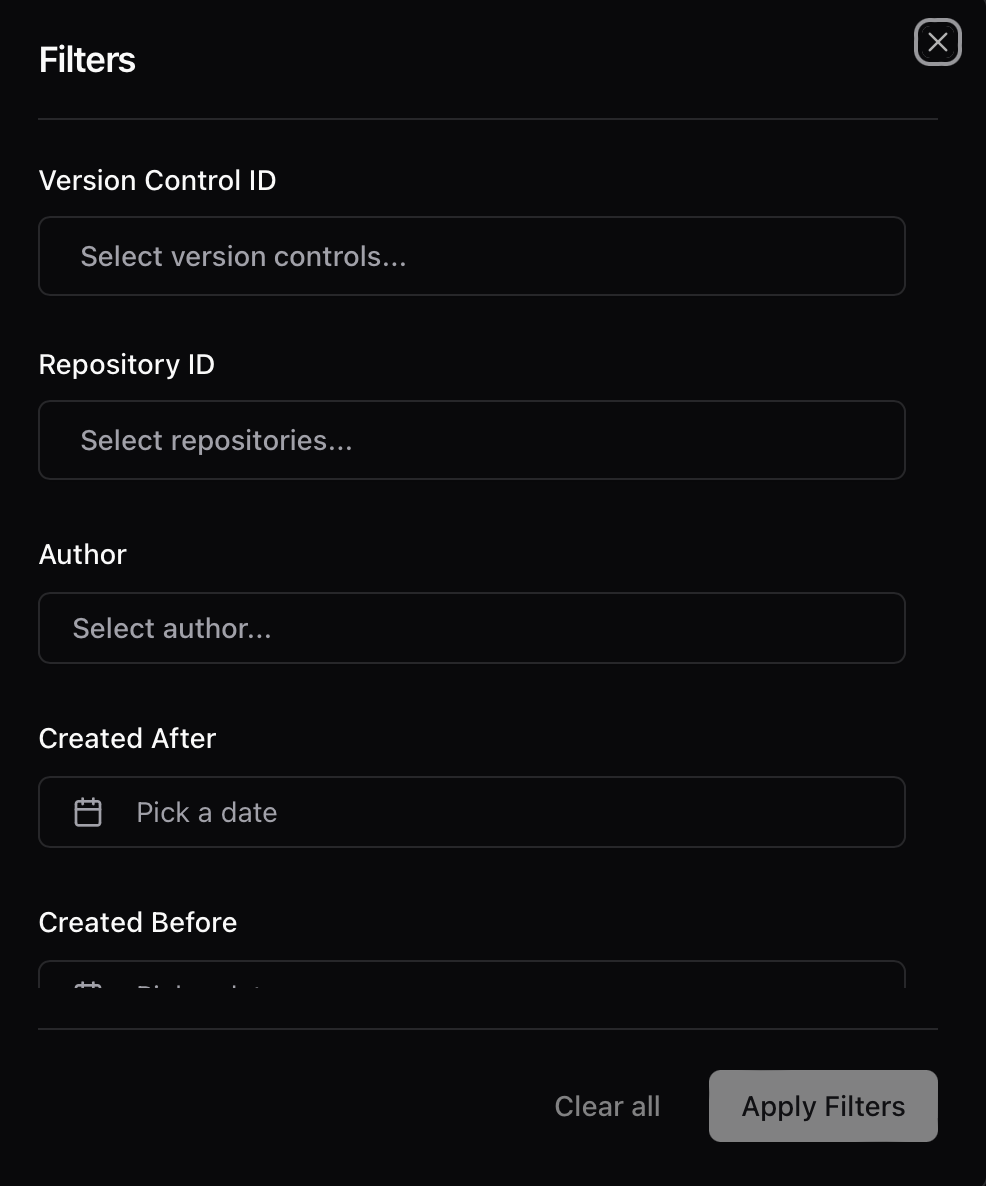 Filters
Version Control ID
Select version controls...
Repository ID
Select repositories...
Author
Select author...
Created After
Pick a date
Created Before
Clear all
Apply Filters